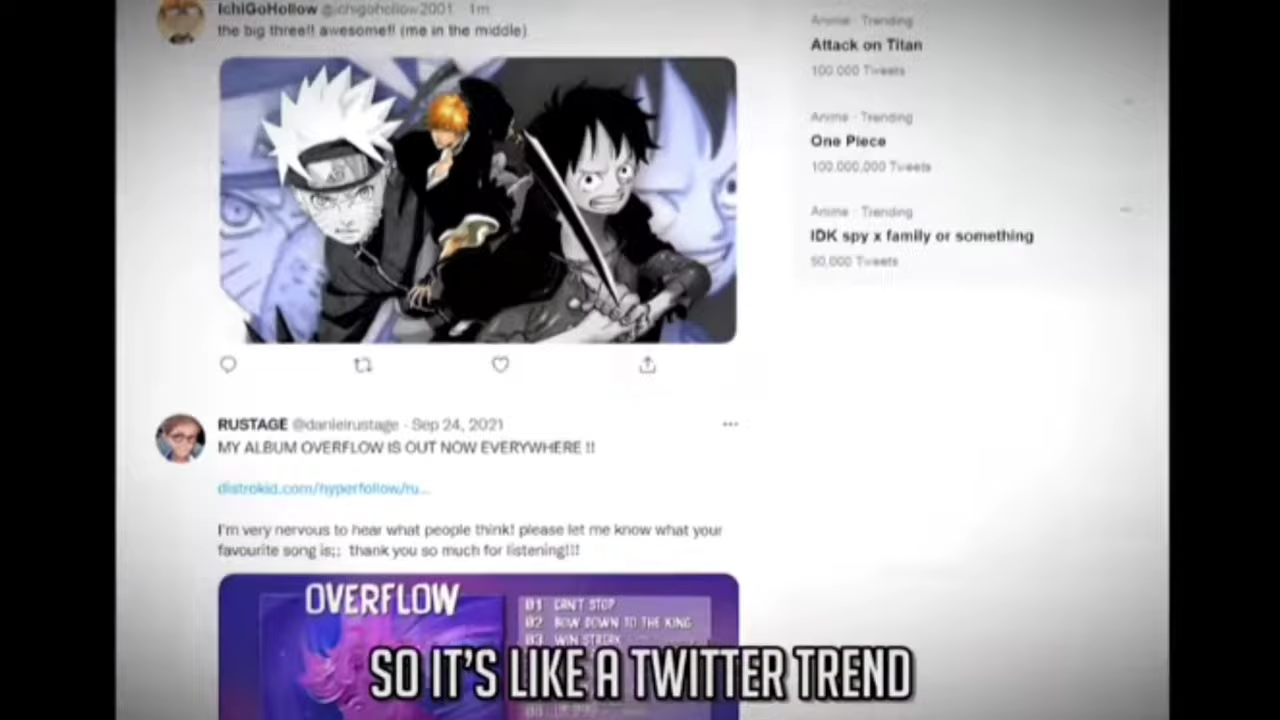 IchiGoHollow @ichigohollow2001 · 1m
the big three!! awesome!! (me in the middle)
Anime · Trending
Attack on Titan
100.000 Tweets
Anime · Trending
One Piece
100.000.000 Tweets
Anime · Trending
IDK spy x family or something
50,000 Tweets
RUSTAGE @danielrustage · Sep 24, 2021
MY ALBUM OVERFLOW IS OUT NOW EVERYWHERE !!
distrokid.com/hyperfollow/ru...
I'm very nervous to hear what people think! please let me know what your
favourite song is;; thank you so much for listening!!!
OVERFLOW
01 CAN'T STOP
02 BOW DOWN TO THE KING
03 WIN STREAK
SO IT'S LIKE A TWITTER TREND